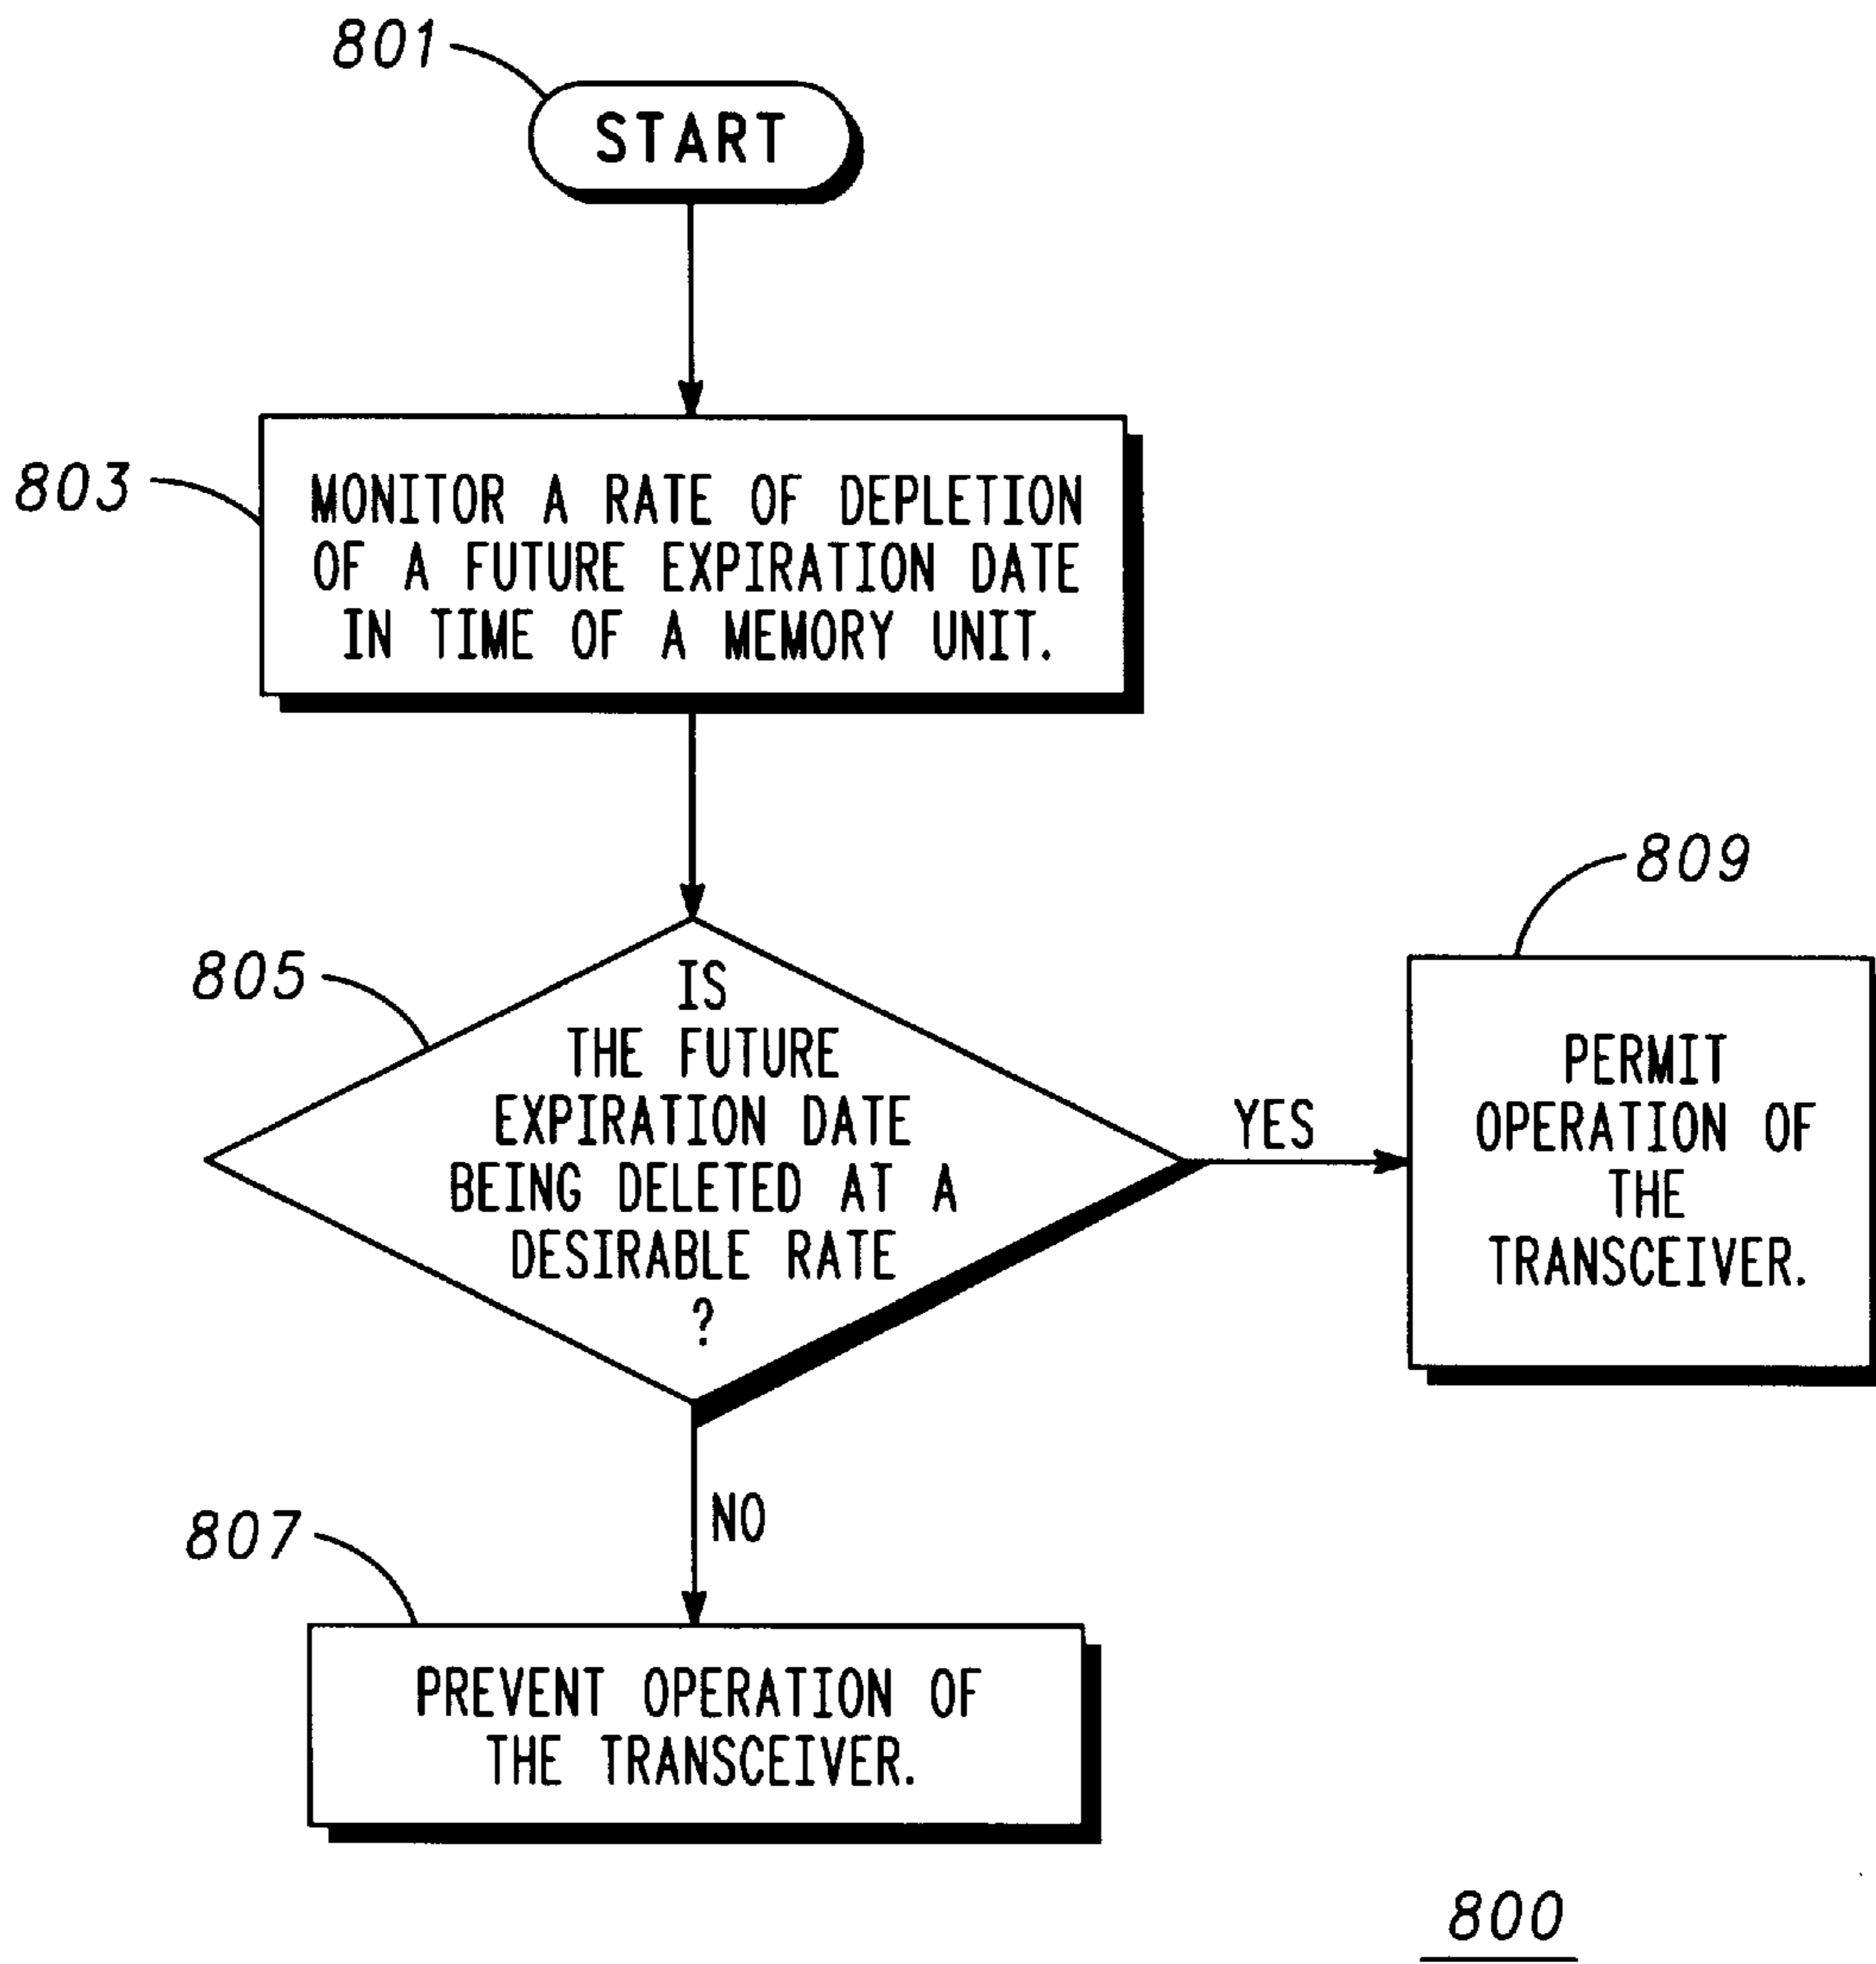 801
START
803
MONITOR A RATE OF DEPLETION
OF A FUTURE EXPIRATION DATE
IN TIME OF A MEMORY UNIT.
805
IS
THE FUTURE
EXPIRATION DATE
BEING DELETED AT A
DESIRABLE RATE
?
YES
809
PERMIT
OPERATION OF
THE
TRANSCEIVER.
NO
807
PREVENT OPERATION OF
THE TRANSCEIVER.
800